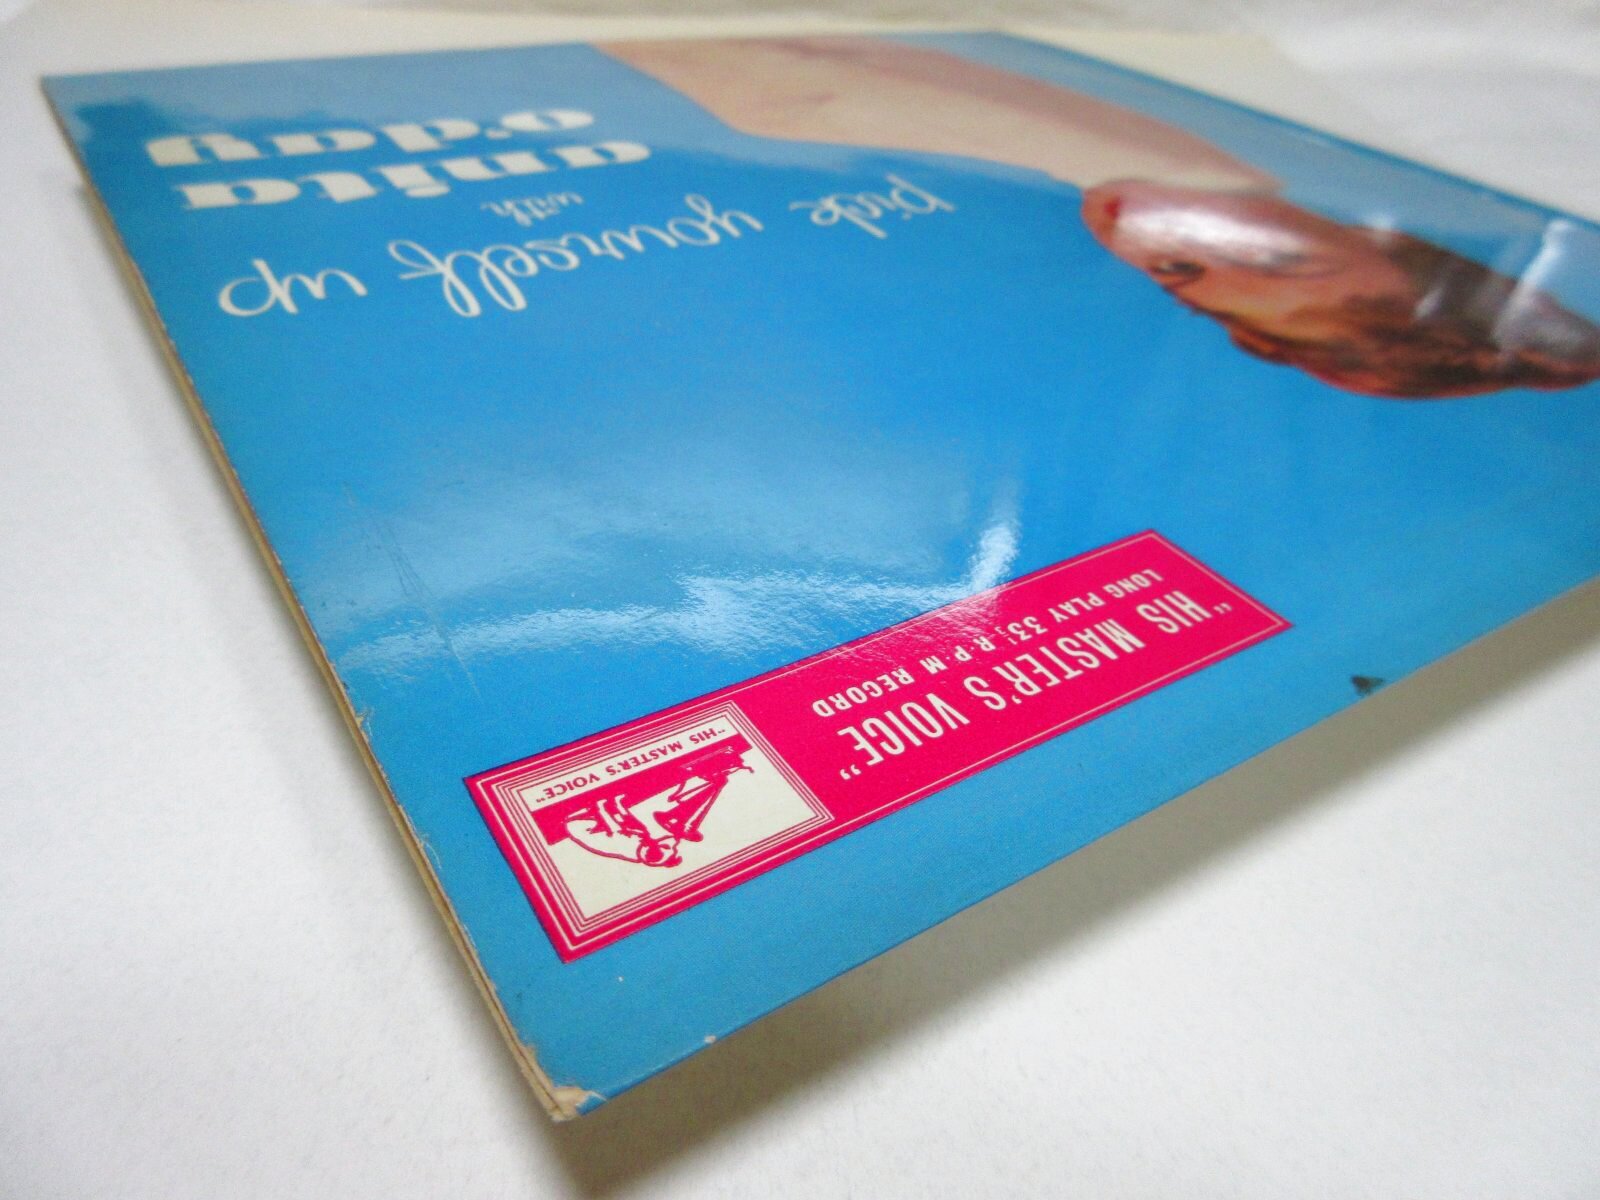 "HIS MASTER'S VOICE"
LONG PLAY 33⅓ R·P·M RECORD
"HIS MASTER'S VOICE"
pick yourself up
with
anita
o'day